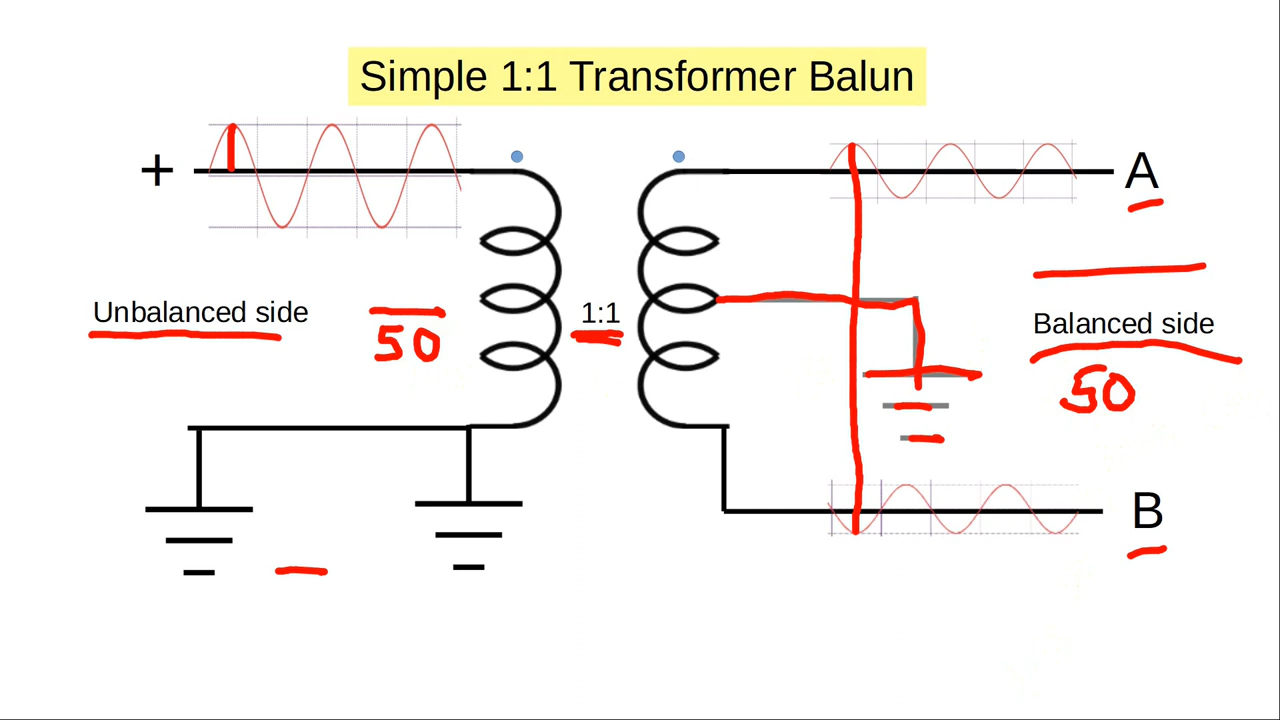 Simple 1:1 Transformer Balun
+
A
Unbalanced side
50
1:1
Balanced side
50
B